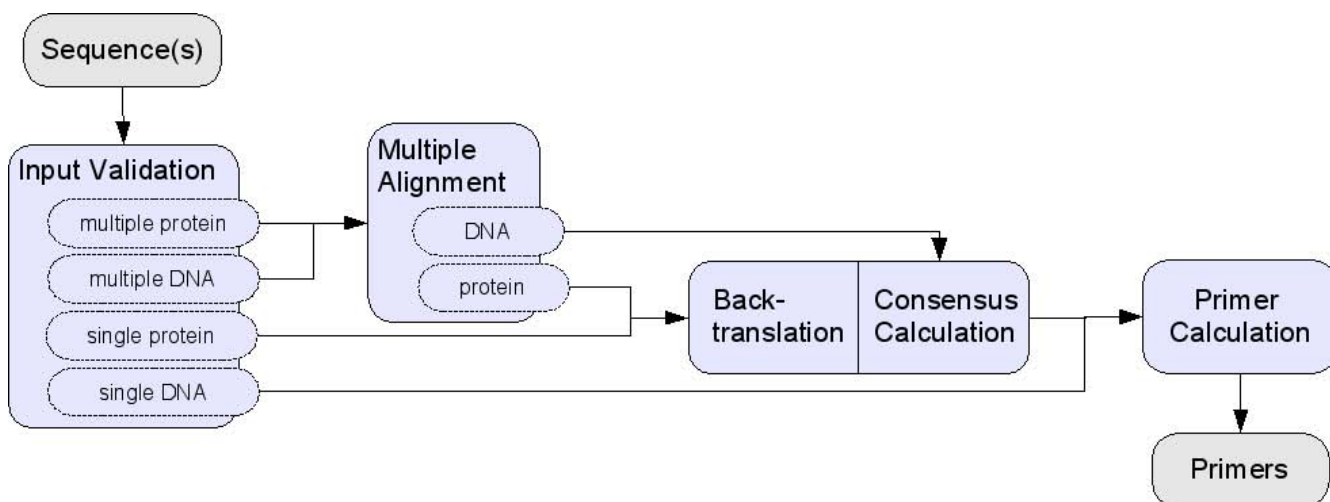 Sequence(s)
Input Validation
multiple protein
multiple DNA
single protein
single DNA
Multiple
Alignment
DNA
protein
Back-
translation
Consensus
Calculation
Primer
Calculation
Primers